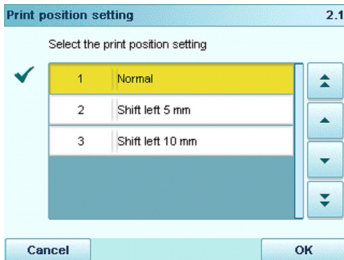 Print position setting 2.1
Select the print position setting
1 Normal
2 Shift left 5 mm
3 Shift left 10 mm
Cancel OK